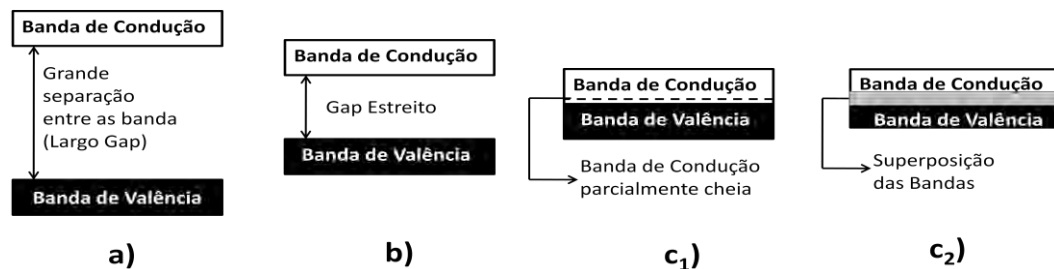 Banda de Condução
Grande
separação
entre as banda
(Largo Gap)
Banda de Valência
a)
Banda de Condução
Gap Estreito
Banda de Valência
b)
Banda de Condução
Banda de Valência
Banda de Condução
parcialmente cheia
c₁)
Banda de Condução
Banda de Valência
Superposição
das Bandas
c₂)